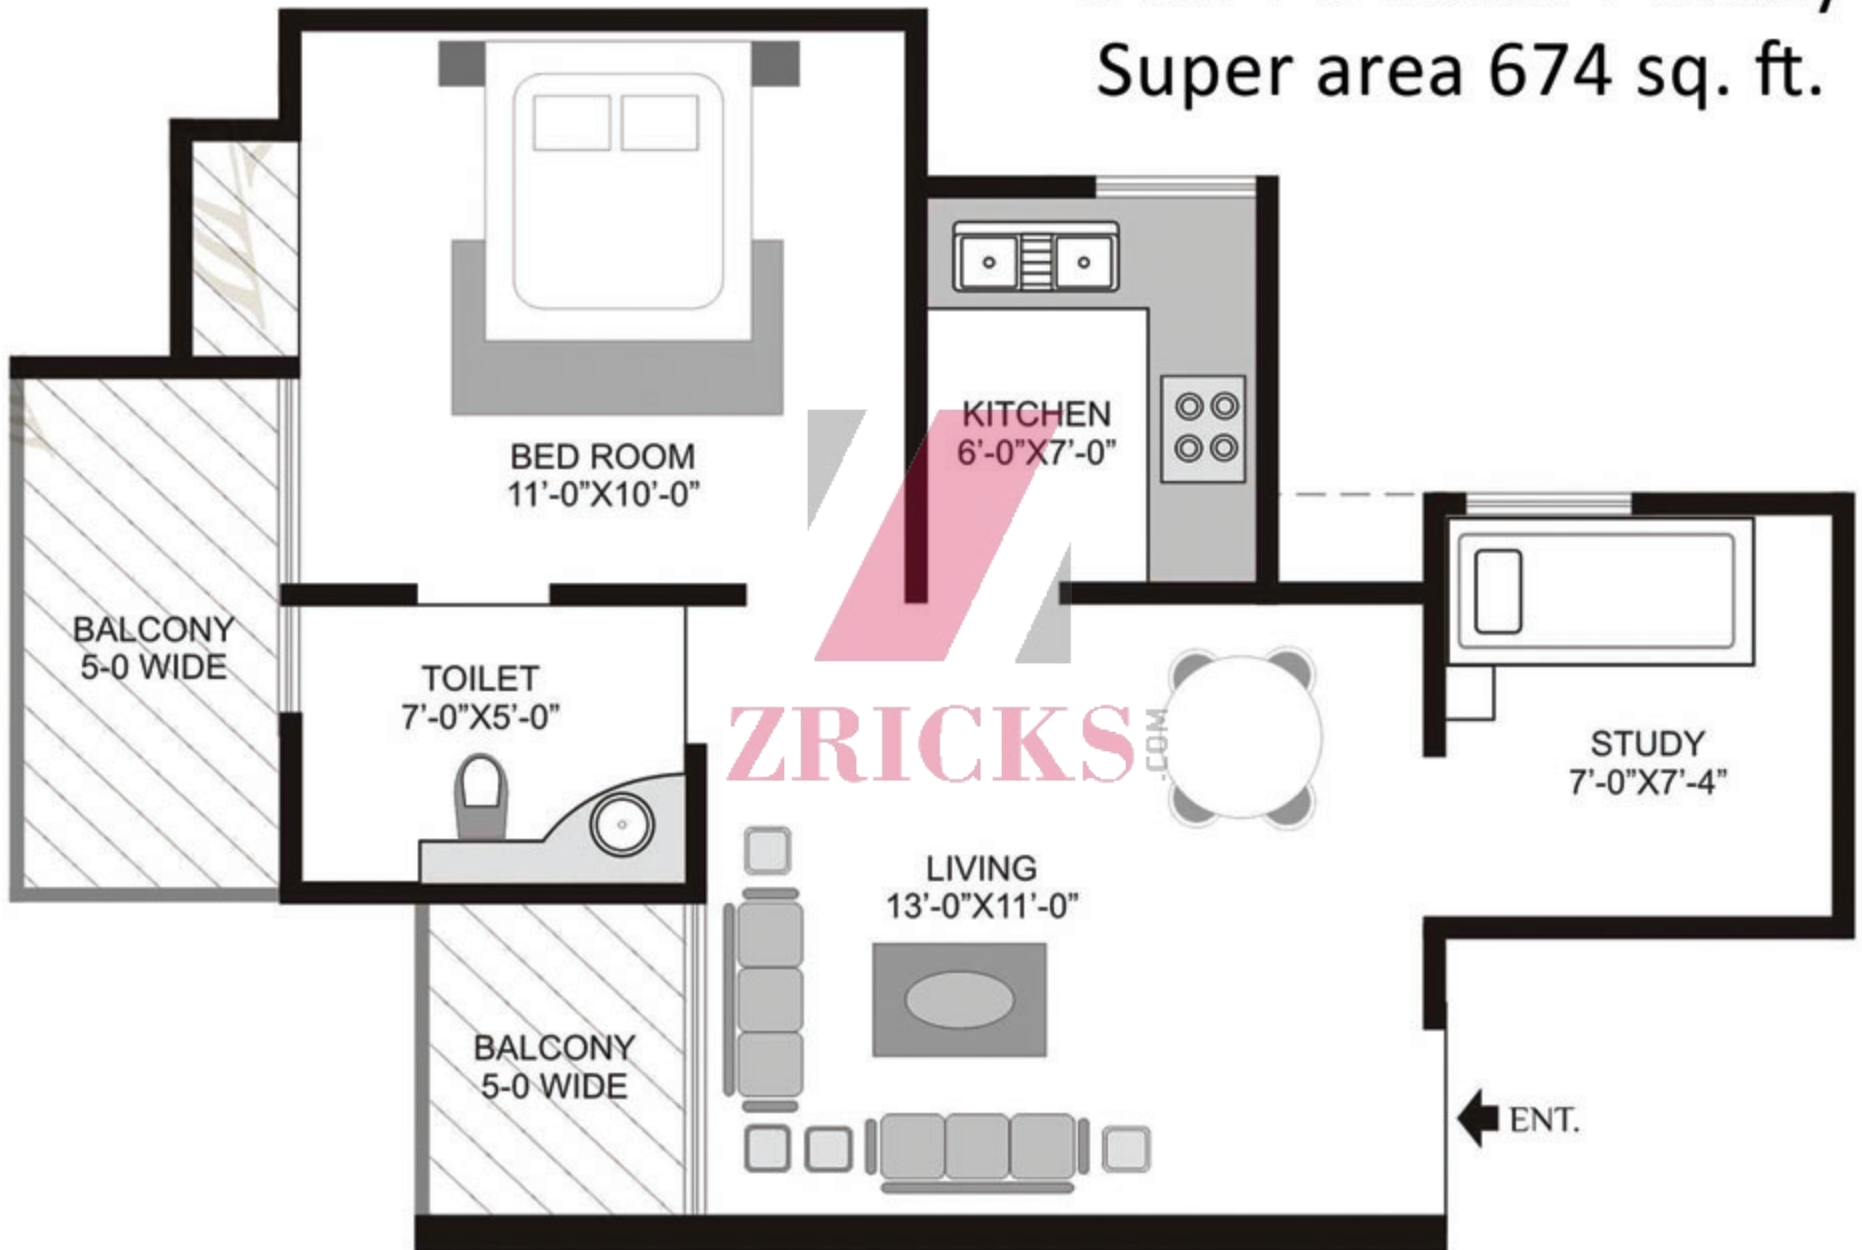 Super area 674 sq. ft.
KITCHEN
6’-0”X7’-0”
BED ROOM
11’-0”X10’-0”
BALCONY
5-0 WIDE
TOILET
7’-0”X5’-0”
ZRICKS
.COM
STUDY
7’-0”X7’-4”
LIVING
13’-0”X11’-0”
BALCONY
5-0 WIDE
ENT.